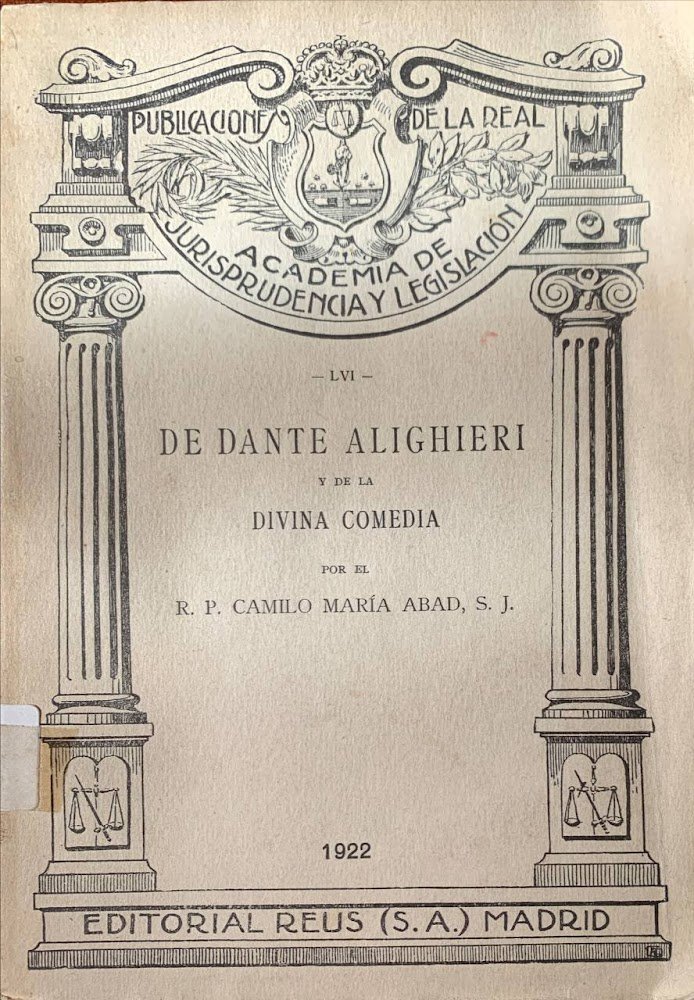 PUBLICACIONES DE LA REAL
ACADEMIA DE
JURISPRUDENCIA Y LEGISLACIÓN
– LVI –
DE DANTE ALIGHIERI
Y DE LA
DIVINA COMEDIA
POR EL
R. P. CAMILO MARÍA ABAD, S. J.
1922
EDITORIAL REUS (S. A.) MADRID